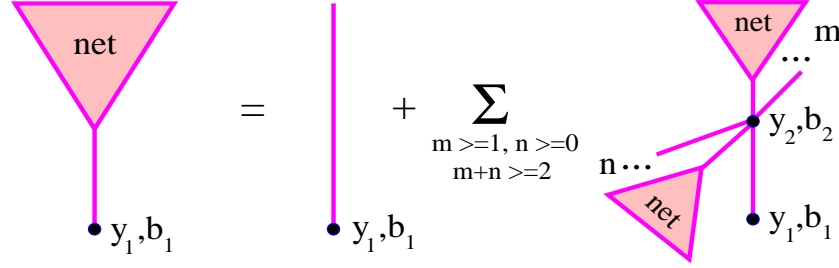 net
y₁,b₁
=
y₁,b₁
+ Σ
m >=1, n >=0
m+n >=2
net
... m
y₂,b₂
n ...
net
y₁,b₁